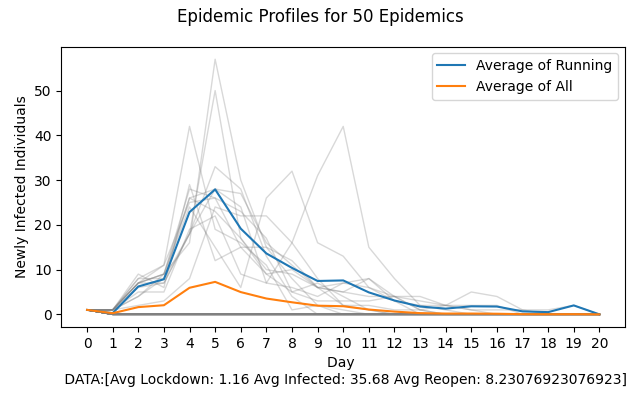 Epidemic Profiles for 50 Epidemics
Average of Running
Average of All
Newly Infected Individuals
50
40
30
20
10
0
0 1 2 3 4 5 6 7 8 9 10 11 12 13 14 15 16 17 18 19 20
Day
DATA:[Avg Lockdown: 1.16 Avg Infected: 35.68 Avg Reopen: 8.23076923076923]